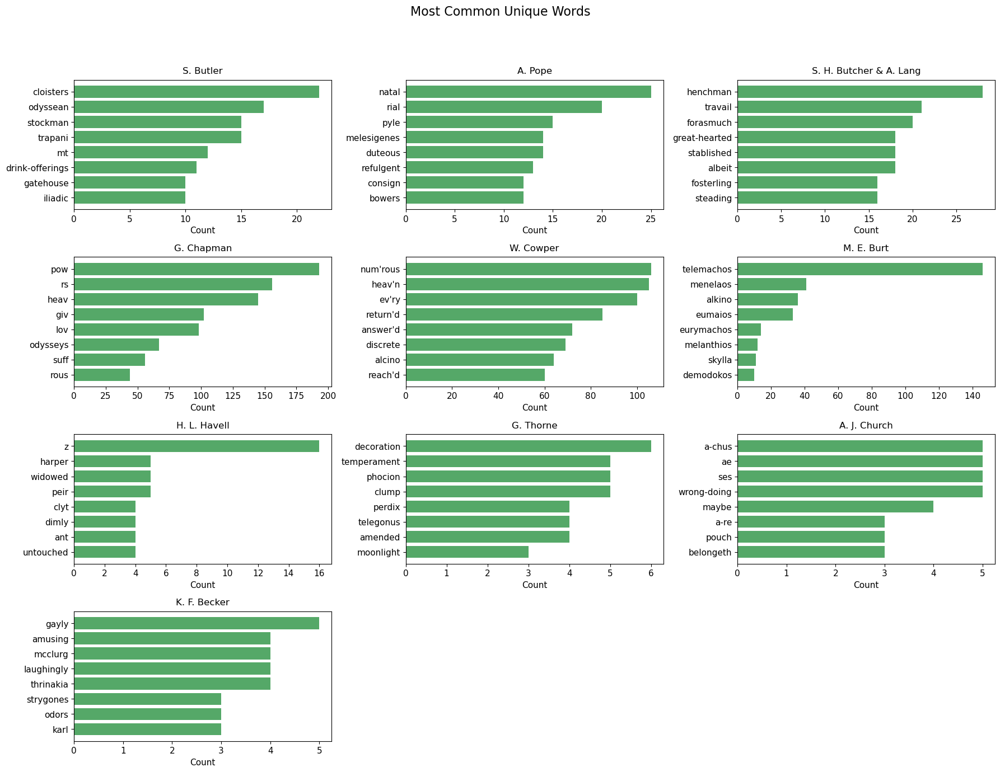 Most Common Unique Words
S. Butler
cloisters
odyssean
stockman
trapani
mt
drink-offerings
gatehouse
iliadic
0 5 10 15 20
Count
A. Pope
natal
rial
pyle
melesigenes
duteous
refulgent
consign
bowers
0 5 10 15 20 25
Count
S. H. Butcher & A. Lang
henchman
travail
forasmuch
great-hearted
stablished
albeit
fosterling
steading
0 5 10 15 20 25
Count
G. Chapman
pow
rs
heav
giv
lov
odysseys
suff
rous
0 25 50 75 100 125 150 175 200
Count
W. Cowper
num'rous
heav'n
ev'ry
return'd
answer'd
discrete
alcino
reach'd
0 20 40 60 80 100
Count
M. E. Burt
telemachos
menelaos
alkino
eumaios
eurymachos
melanthios
skylla
demodokos
0 20 40 60 80 100 120 140
Count
H. L. Havell
z
harper
widowed
peir
clyt
dimly
ant
untouched
0 2 4 6 8 10 12 14 16
Count
G. Thorne
decoration
temperament
phocion
clump
perdix
telegonus
amended
moonlight
0 1 2 3 4 5 6
Count
A. J. Church
a-chus
ae
ses
wrong-doing
maybe
a-re
pouch
belongeth
0 1 2 3 4 5
Count
K. F. Becker
gayly
amusing
mcclurg
laughingly
thrinakia
strygones
odors
karl
0 1 2 3 4 5
Count